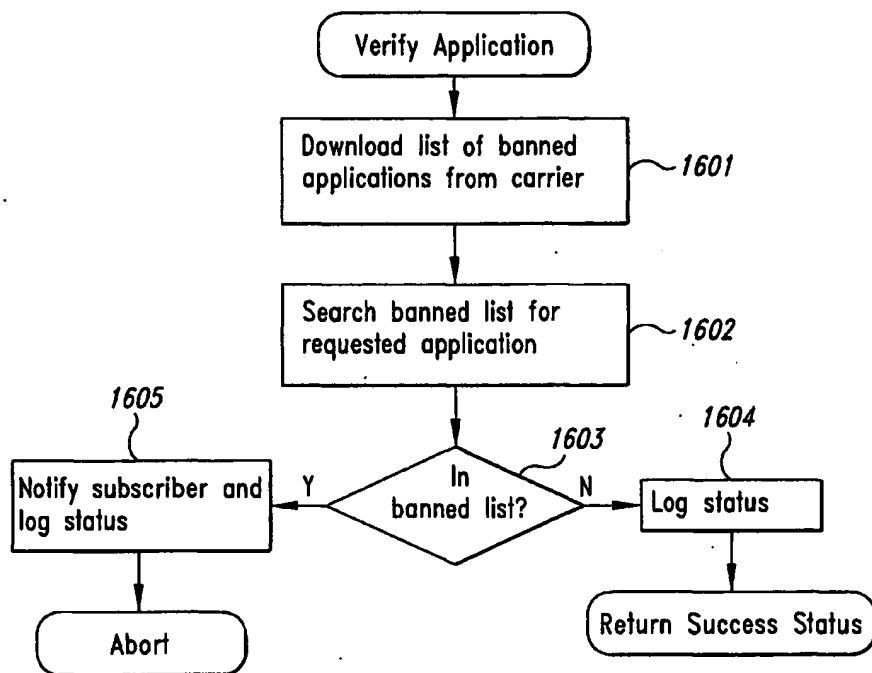 Verify Application
Download list of banned
applications from carrier
1601
Search banned list for
requested application
1602
1605
1603
1604
Notify subscriber and
log status
Y
In
banned list?
N
Log status
Abort
Return Success Status